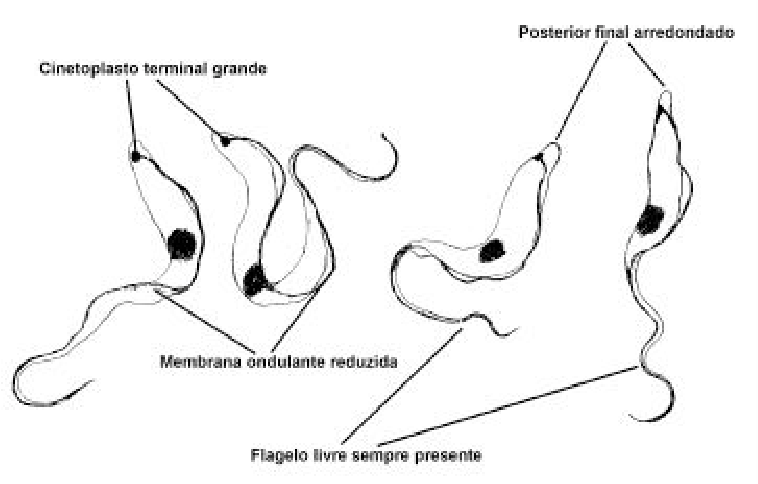 Posterior final arredondado
Cinetoplasto terminal grande
Membrana ondulante reduzida
Flagelo livre sempre presente